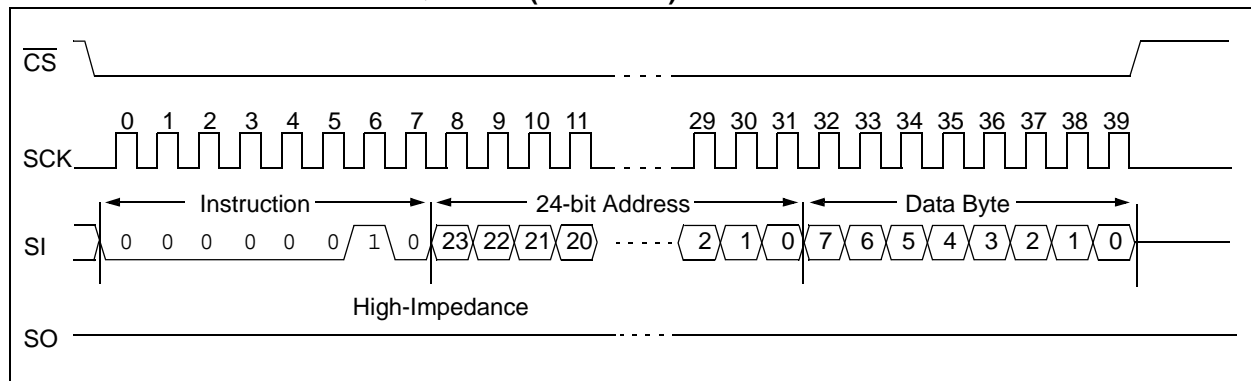 CS
0 1 2 3 4 5 6 7 8 9 10 11 29 30 31 32 33 34 35 36 37 38 39
SCK
Instruction 24-bit Address Data Byte
SI 0 0 0 0 0 0 1 0 23 22 21 20 2 1 0 7 6 5 4 3 2 1 0
High-Impedance
SO